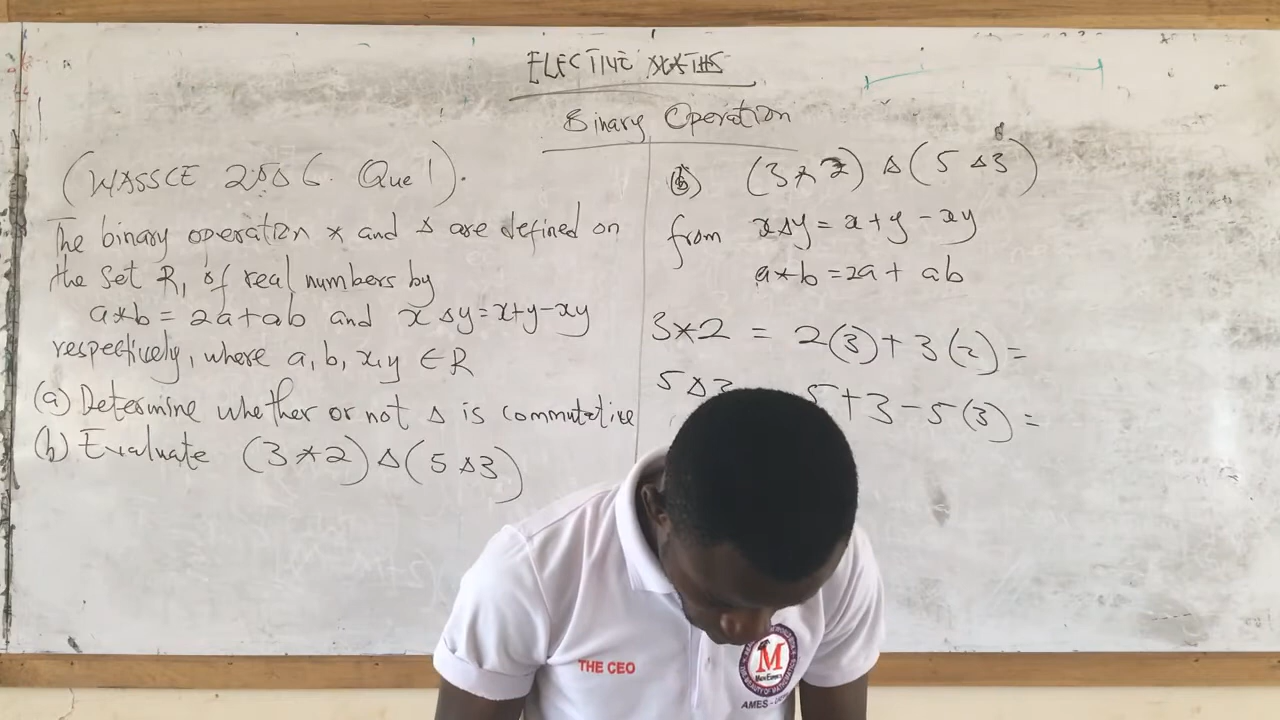 ELECTIVE MATHS
Binary Operation
(WASSCE 2006. Que 1).
The binary operation * and Δ are defined on
the set R, of real numbers by
a*b = 2a+ab and x Δy=x+y-xy
respectively, where a, b, x,y ∈ R
(a) Determine whether or not Δ is commutative
(b) Evaluate (3*2)Δ(5Δ3)
(b) (3*2) Δ (5 Δ3)
from xΔy = x+y-xy
a*b =2a+ ab
3*2 = 2(3)+3(2)=
5Δ3 5+3-5(3)=
THE CEO
M
AMES -